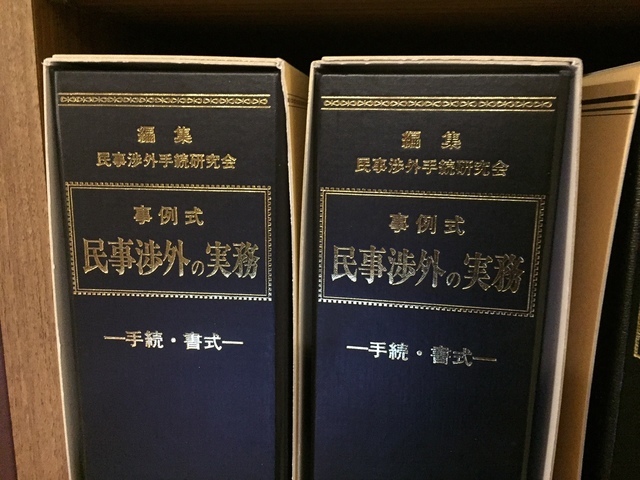 編集
民事渉外手続研究会
事例式
民事渉外の実務
―手続・書式―
編集
民事渉外手続研究会
事例式
民事渉外の実務
―手続・書式―